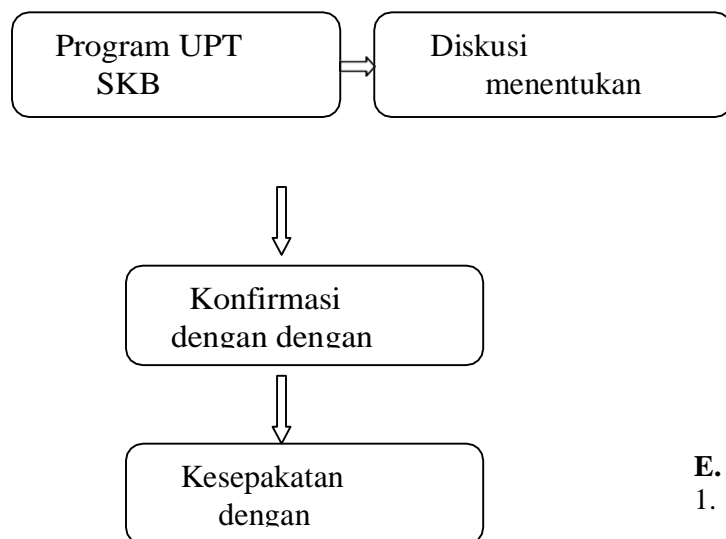 Program UPT
SKB
Diskusi
menentukan
Konfirmasi
dengan dengan
Kesepakatan
dengan
E.
1.